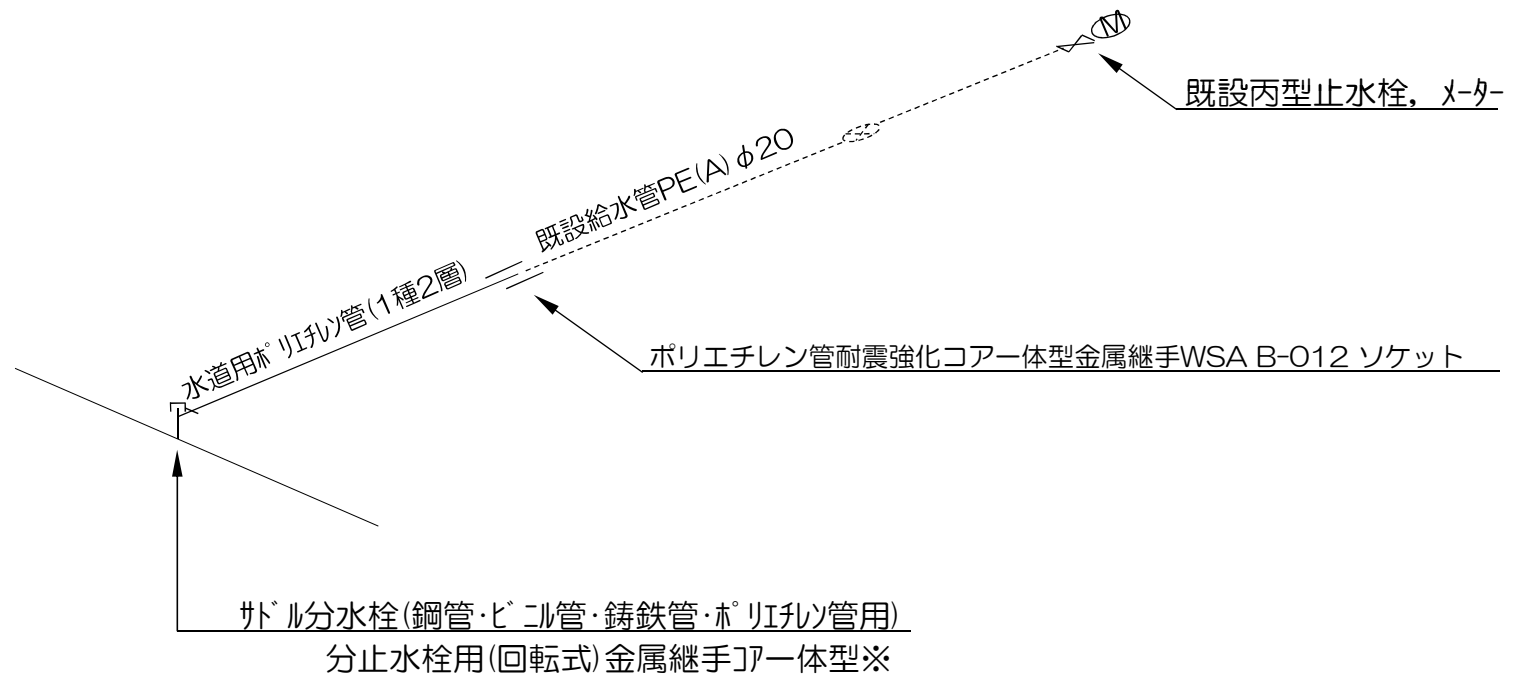 M
既設丙型止水栓，ﾒｰﾀｰ
既設給水管PE(A)φ20
水道用ﾎﾟﾘｴﾁﾚﾝ管(1種2層)
ポリエチレン管耐震強化コアー体型金属継手WSA B-012 ソケット
ｻﾄﾞﾙ分水栓(鋼管･ﾋﾞﾆﾙ管･鋳鉄管･ﾎﾟﾘｴﾁﾚﾝ管用)
分止水栓用(回転式)金属継手ｺｱ一体型※